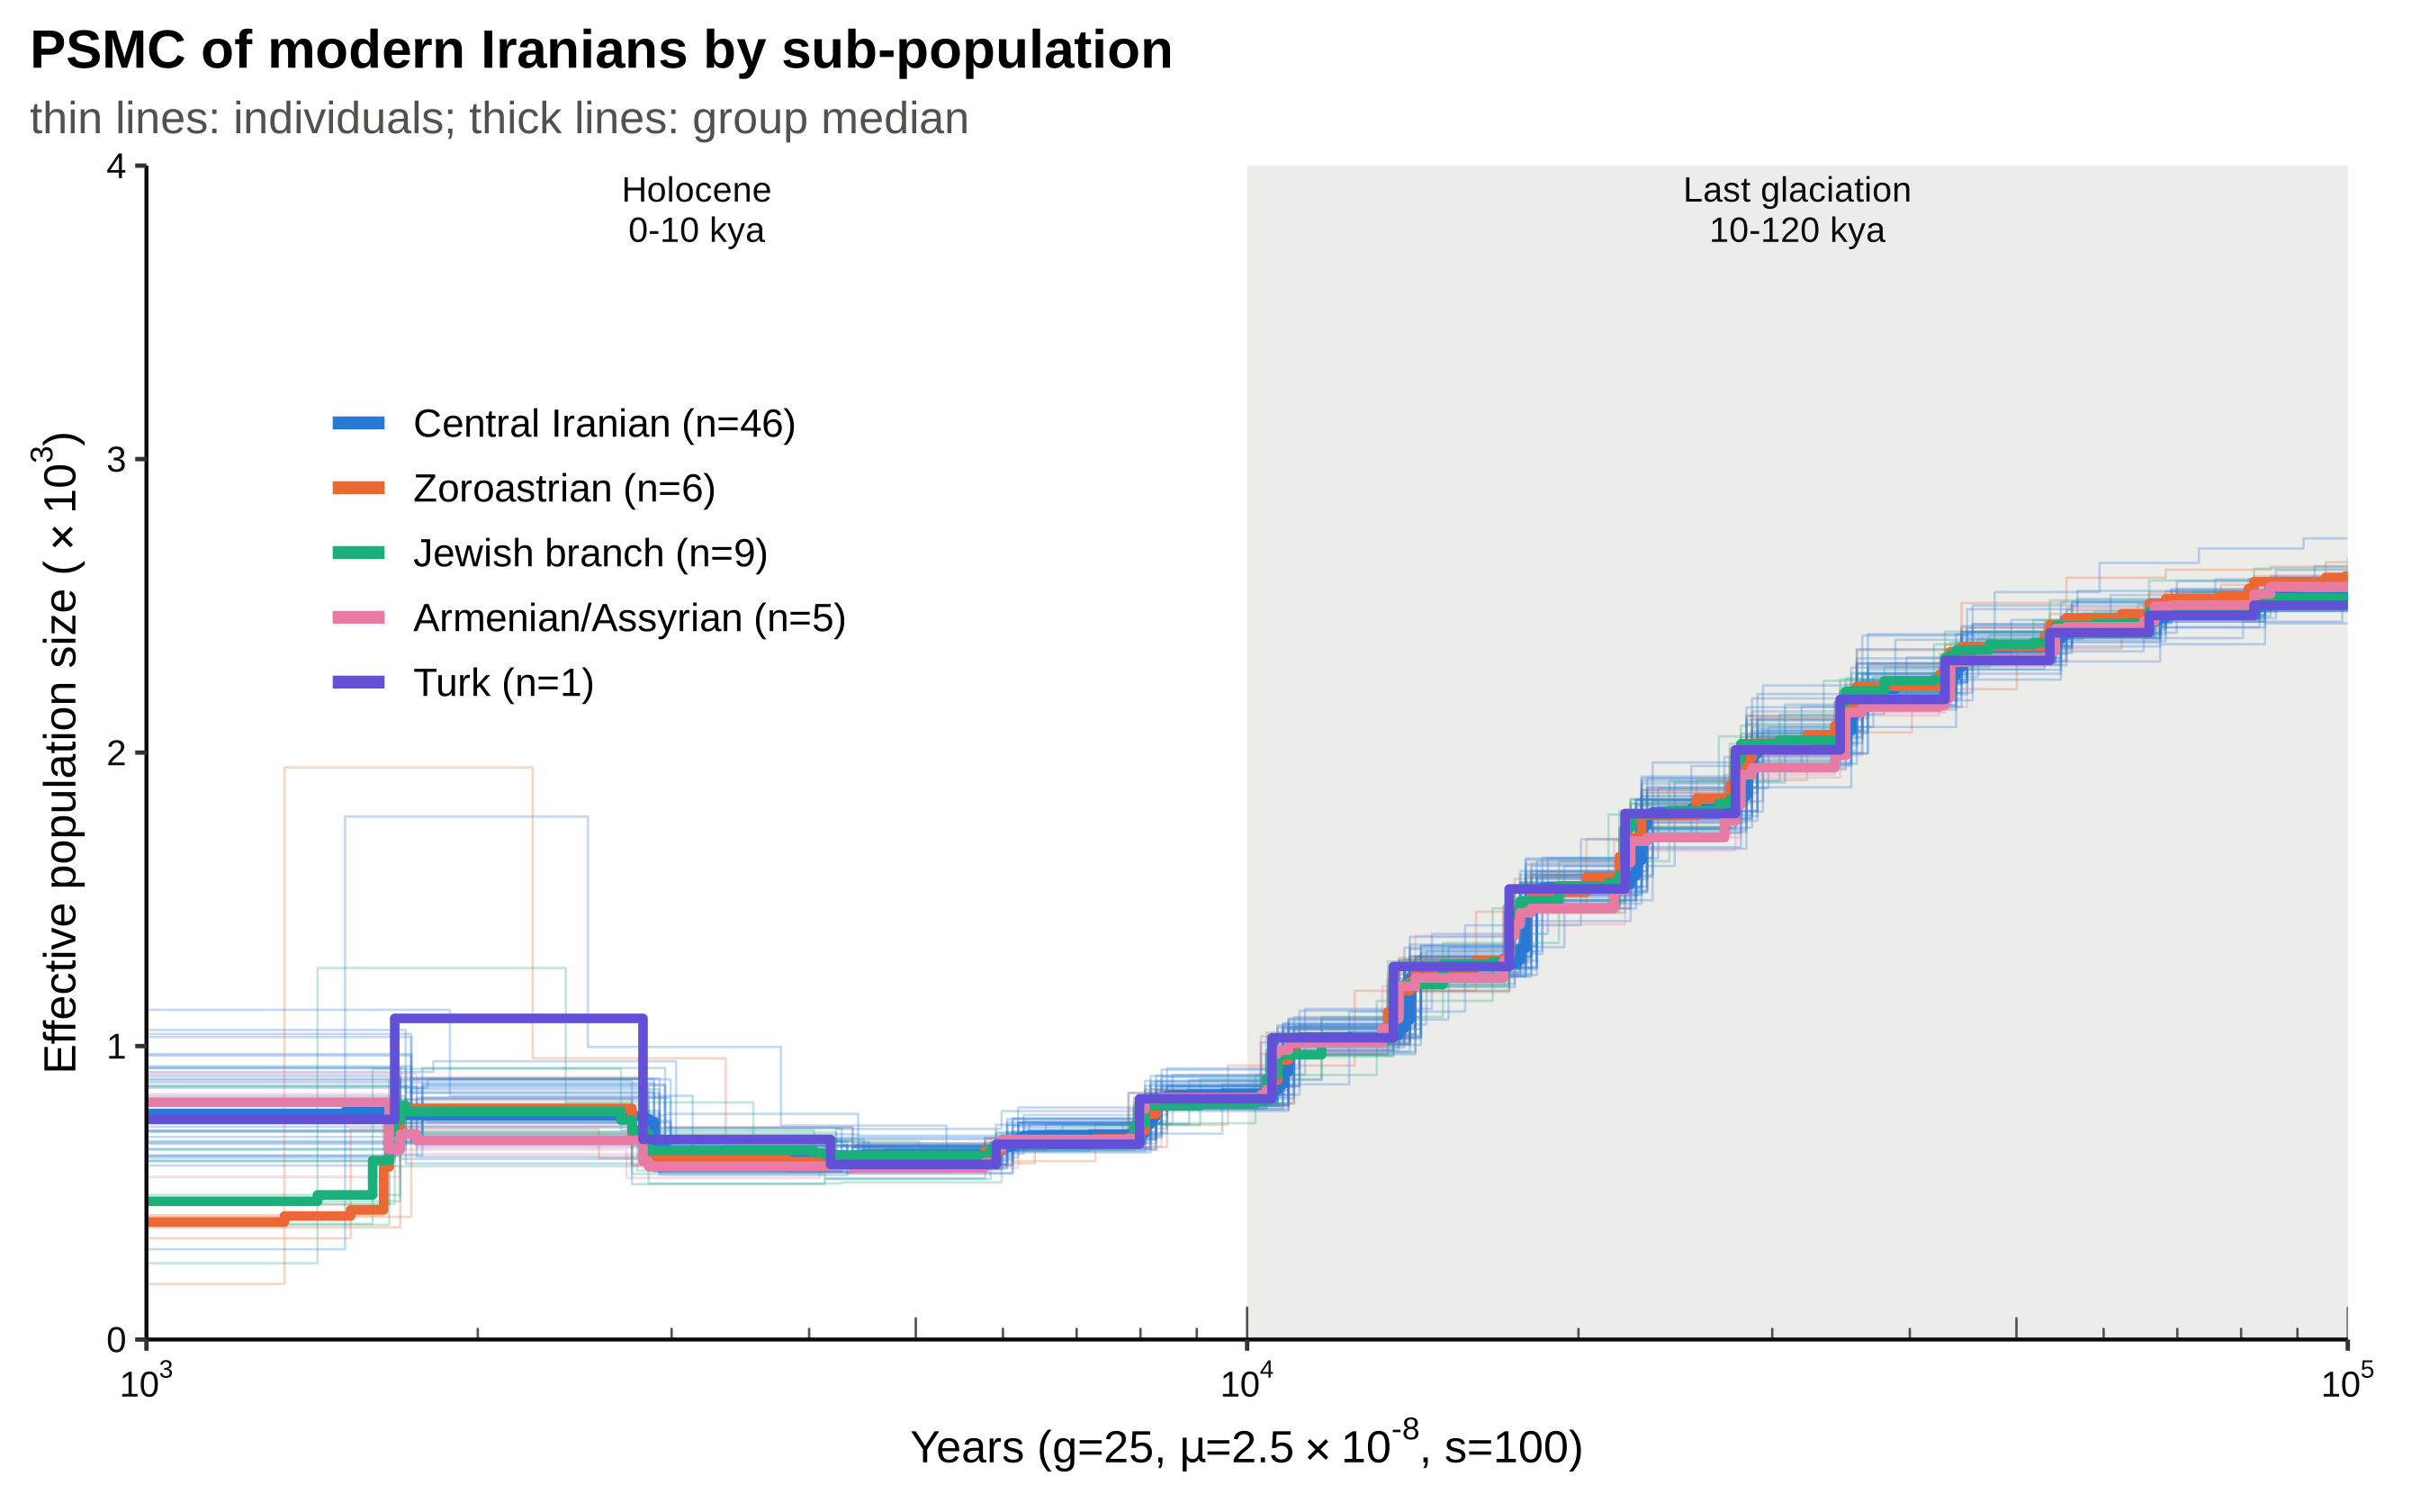 PSMC of modern Iranians by sub-population
thin lines: individuals; thick lines: group median
Effective population size ( × 10³)
4
3
2
1
0
Holocene
0-10 kya
Last glaciation
10-120 kya
Central Iranian (n=46)
Zoroastrian (n=6)
Jewish branch (n=9)
Armenian/Assyrian (n=5)
Turk (n=1)
10³
10⁴
10⁵
Years (g=25, μ=2.5 × 10⁻⁸, s=100)